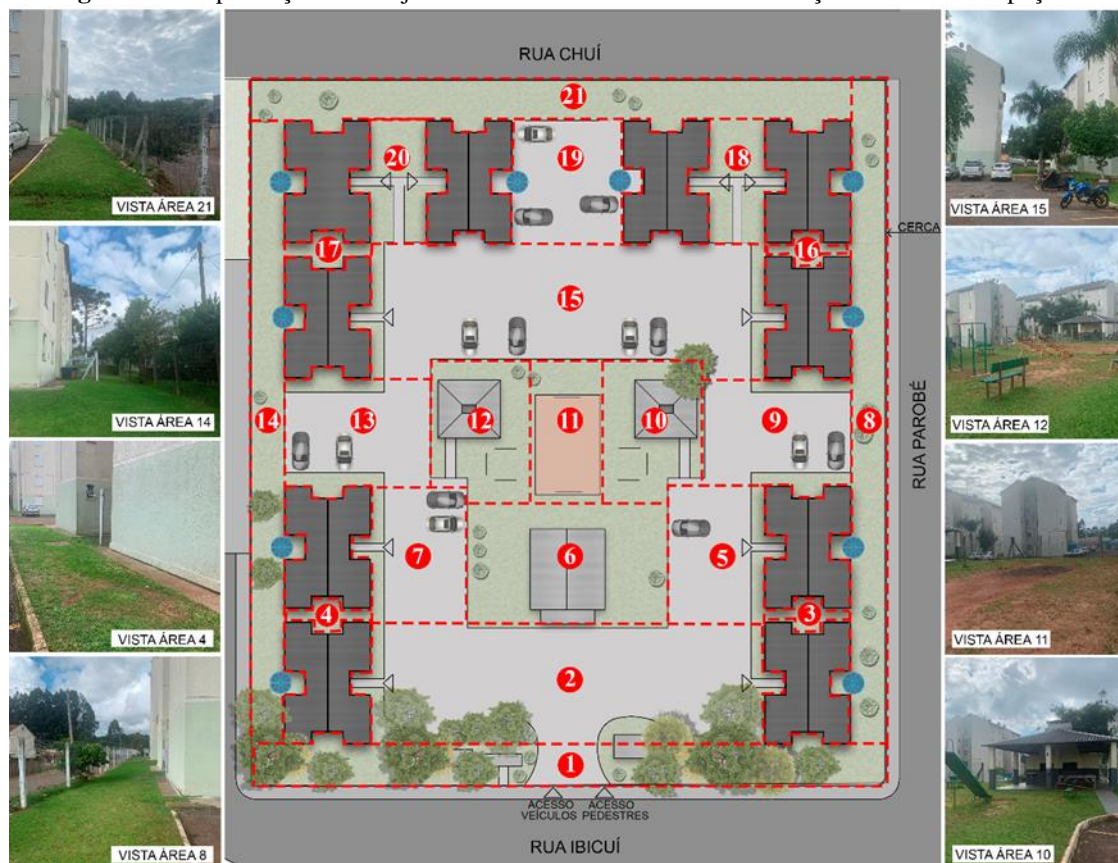 RUA CHUÍ
21
20
19
18
17
16
CERCA
15
14
13
12
11
10
9
8
RUA PAROBÉ
7
6
5
4
3
2
1
ACESSO
VEÍCULOS
ACESSO
PEDESTRES
RUA IBICUÍ
VISTA ÁREA 21
VISTA ÁREA 14
VISTA ÁREA 4
VISTA ÁREA 8
VISTA ÁREA 15
VISTA ÁREA 12
VISTA ÁREA 11
VISTA ÁREA 10